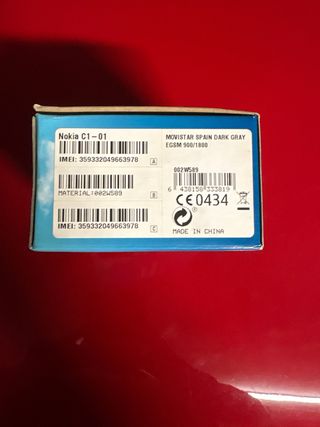 Nokia C1-01
IMEI: 359332049663978
A
MATERIAL:002W589
B
IMEI: 359332049663978
C
MOVISTAR SPAIN DARK GRAY
EGSM 900/1800
002W589
6 438158 333819
CE0434
MADE IN CHINA